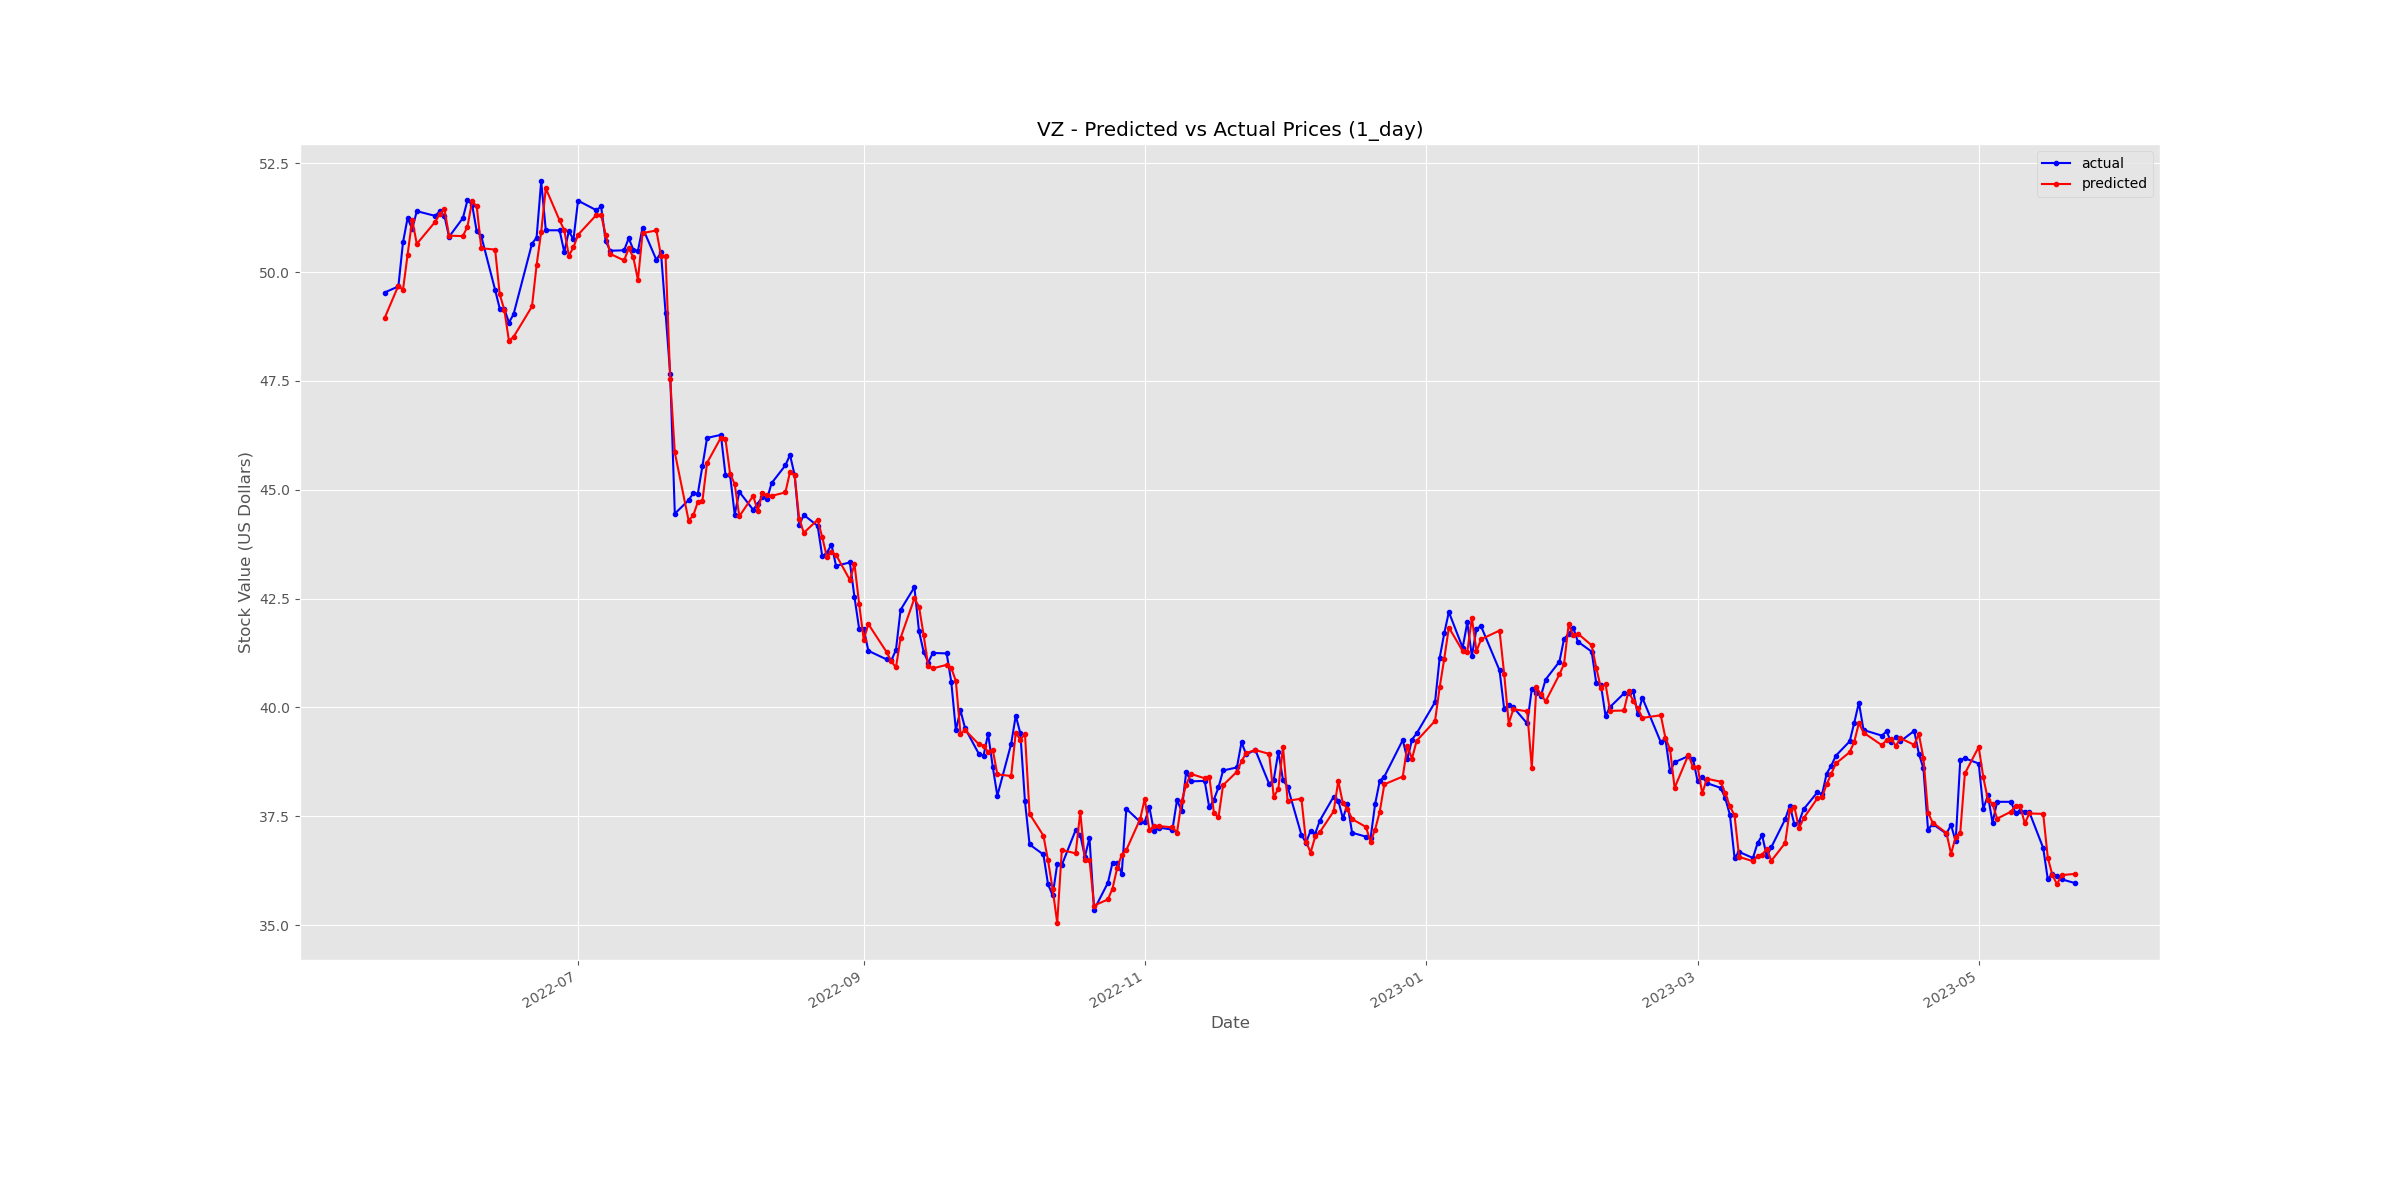 VZ - Predicted vs Actual Prices (1_day)
52.5
50.0
47.5
45.0
42.5
40.0
37.5
35.0
Stock Value (US Dollars)
actual
predicted
2022-07
2022-09
2022-11
2023-01
2023-03
2023-05
Date